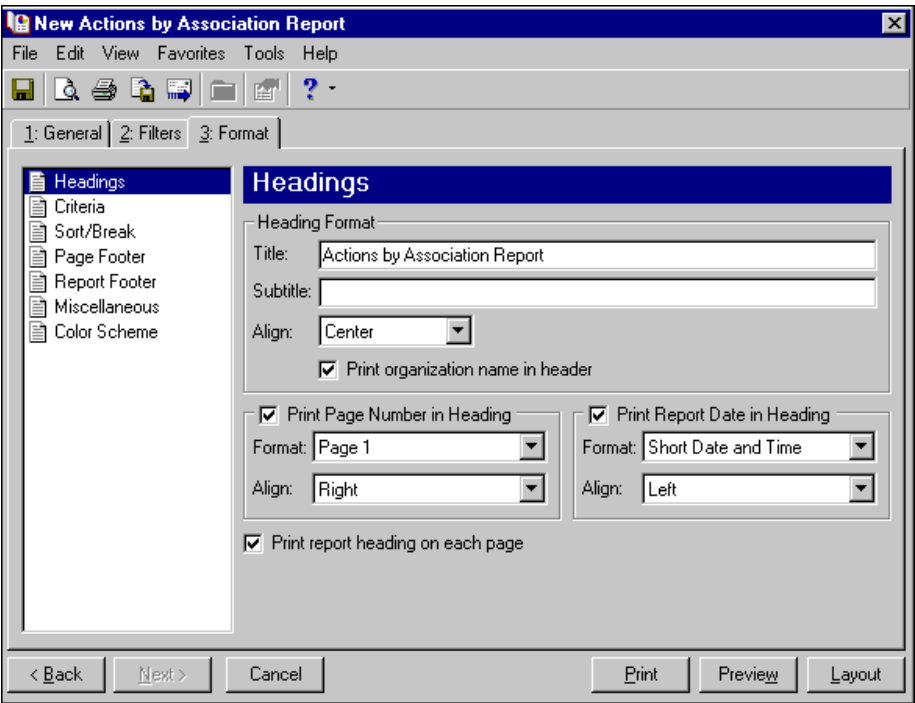 New Actions by Association Report
File Edit View Favorites Tools Help
1: General 2: Filters 3: Format
Headings
Criteria
Sort/Break
Page Footer
Report Footer
Miscellaneous
Color Scheme
Headings
Heading Format
Title: Actions by Association Report
Subtitle:
Align: Center
Print organization name in header
Print Page Number in Heading
Format: Page 1
Align: Right
Print Report Date in Heading
Format: Short Date and Time
Align: Left
Print report heading on each page
< Back Next > Cancel Print Preview Layout